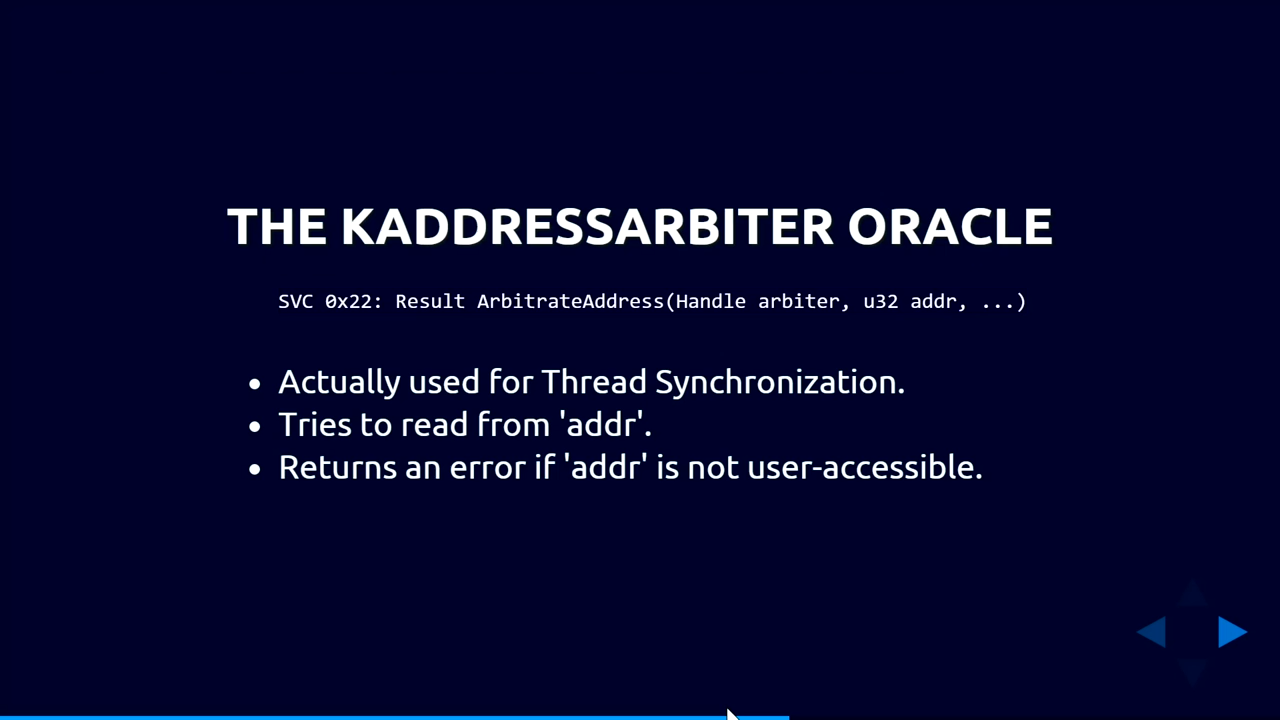 THE KADDRESSARBITER ORACLE
SVC 0x22: Result ArbitrateAddress(Handle arbiter, u32 addr, ...)
• Actually used for Thread Synchronization.
• Tries to read from 'addr'.
• Returns an error if 'addr' is not user-accessible.